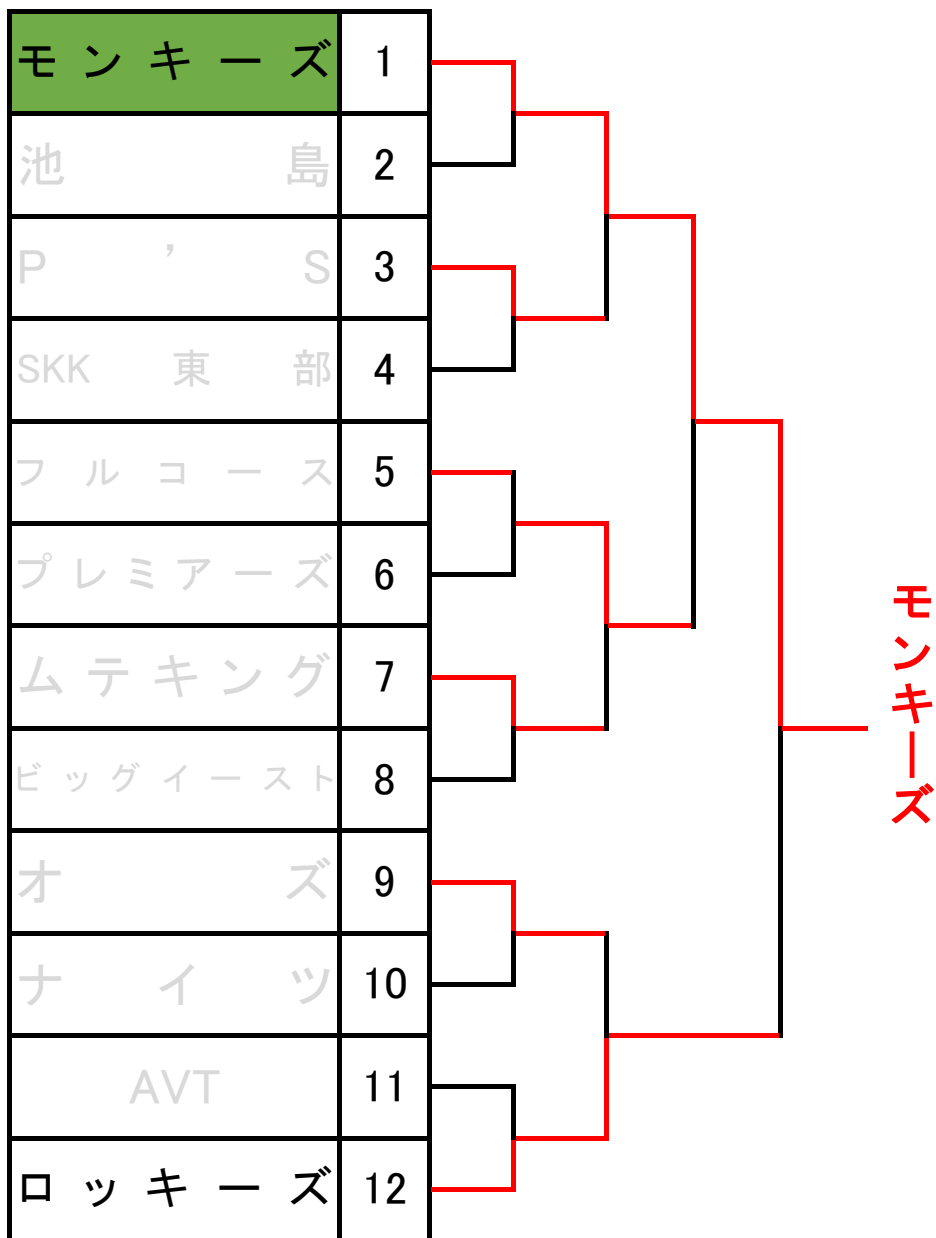 モンキーズ 1
池島 2
P’S 3
SKK東部 4
フルコース 5
プレミアーズ 6
ムテキング 7
ビッグイースト 8
オズ 9
ナイツ 10
AVT 11
ロッキーズ 12
モンキーズ